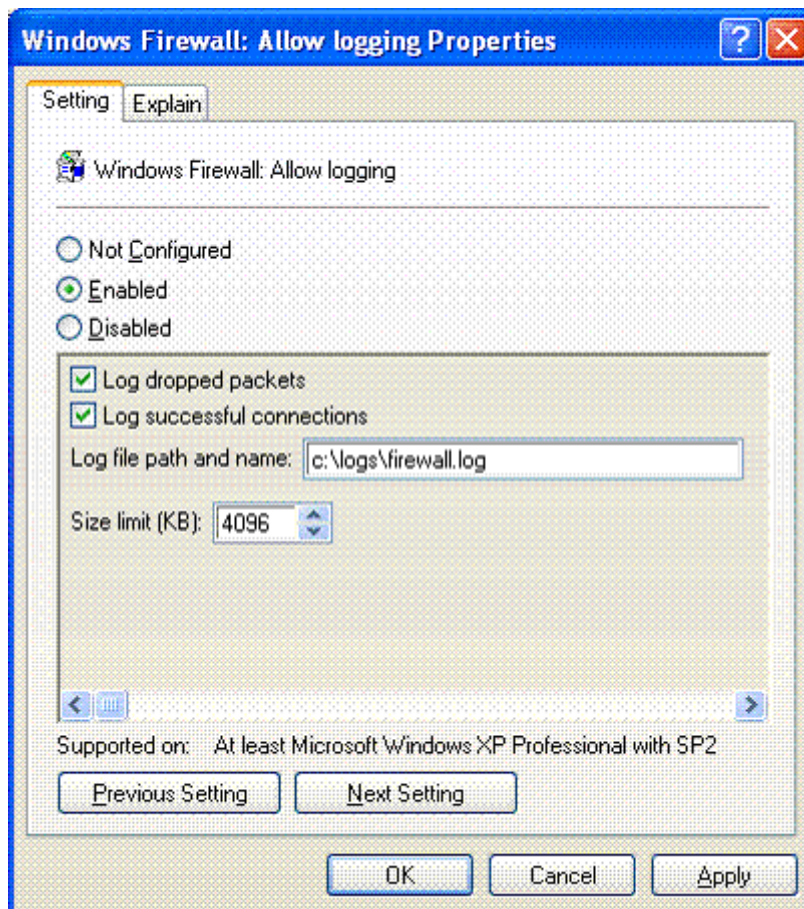 Windows Firewall: Allow logging Properties
Setting Explain
Windows Firewall: Allow logging
Not Configured
Enabled
Disabled
Log dropped packets
Log successful connections
Log file path and name: c:\logs\firewall.log
Size limit (KB): 4096
Supported on: At least Microsoft Windows XP Professional with SP2
Previous Setting Next Setting
OK Cancel Apply